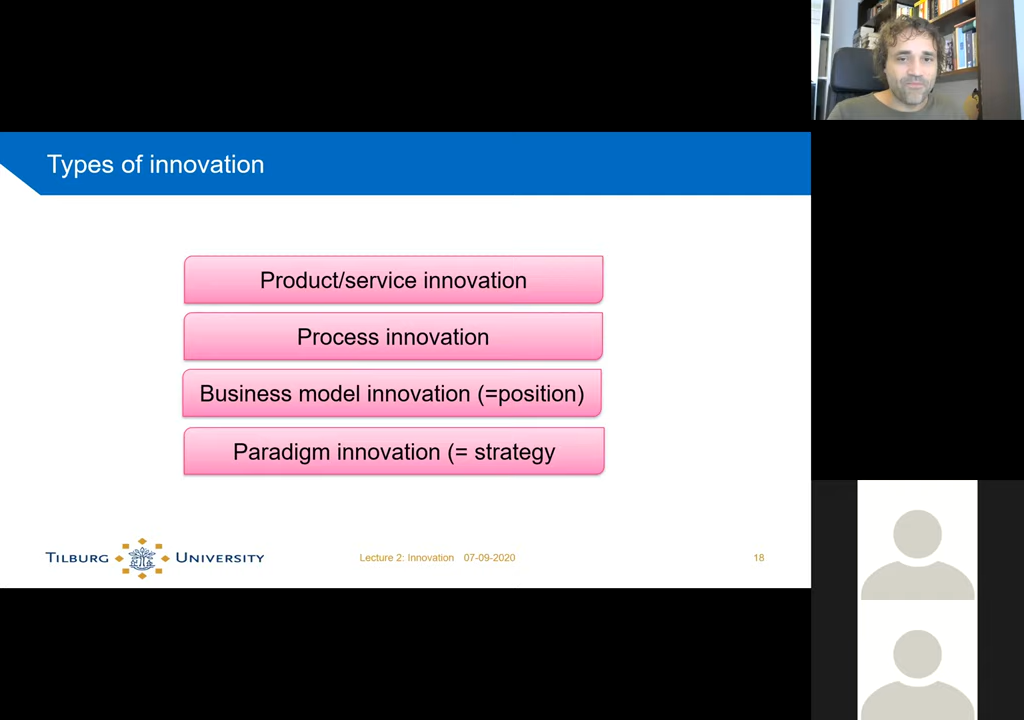 Types of innovation
Product/service innovation
Process innovation
Business model innovation (=position)
Paradigm innovation (= strategy
TILBURG UNIVERSITY
Lecture 2: Innovation 07-09-2020
18